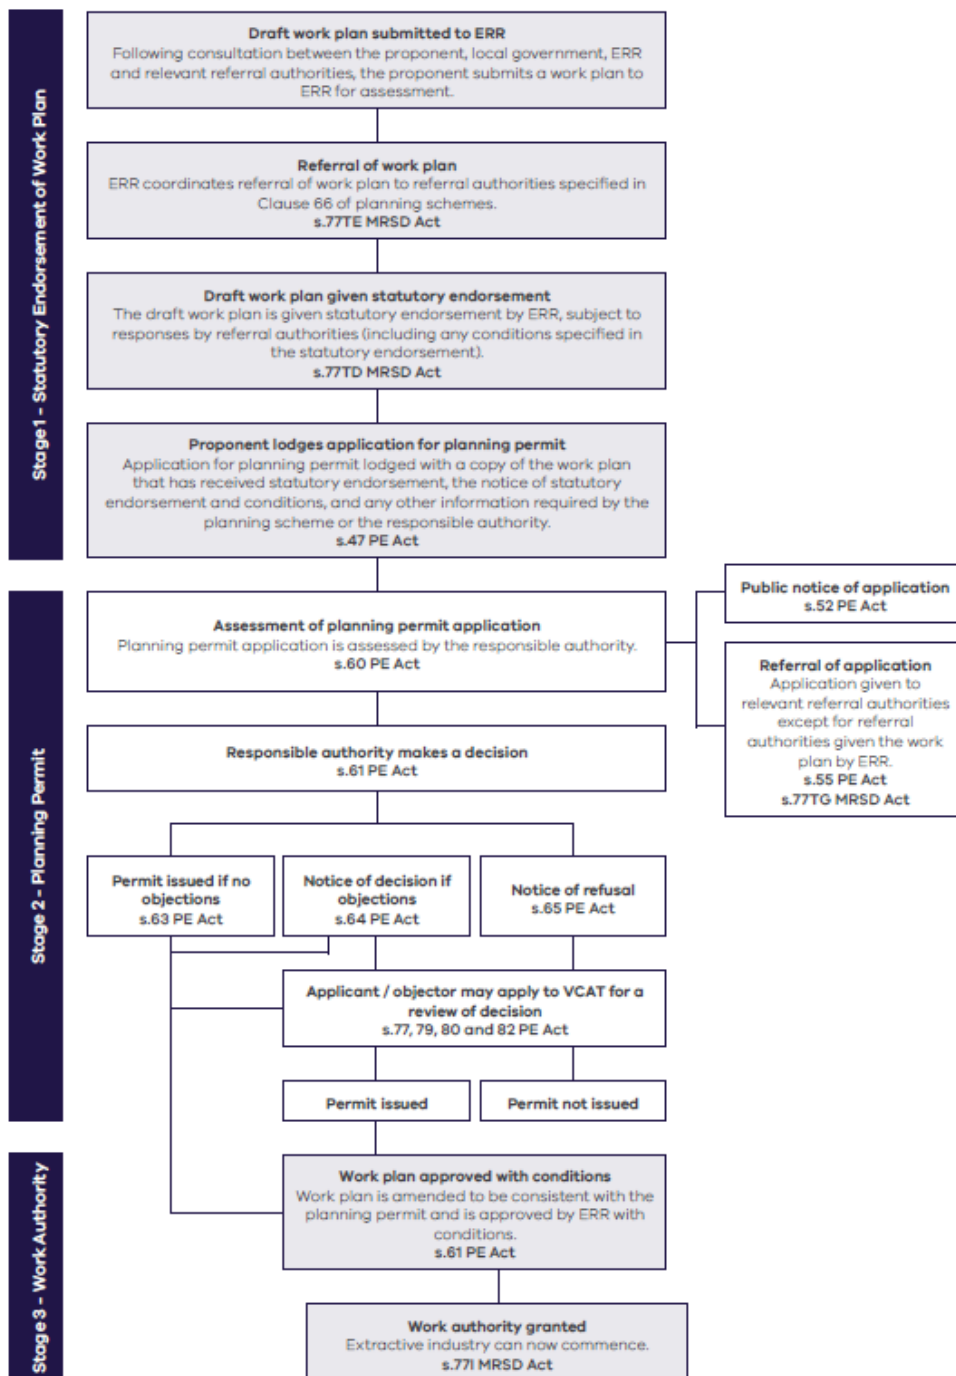 Stage 1 - Statutory Endorsement of Work Plan
Draft work plan submitted to ERR
Following consultation between the proponent, local government, ERR
and relevant referral authorities, the proponent submits a work plan to
ERR for assessment.
Referral of work plan
ERR coordinates referral of work plan to referral authorities specified in
Clause 66 of planning schemes.
s.77TE MRSD Act
Draft work plan given statutory endorsement
The draft work plan is given statutory endorsement by ERR, subject to
responses by referral authorities (including any conditions specified in
the statutory endorsement).
s.77TD MRSD Act
Proponent lodges application for planning permit
Application for planning permit lodged with a copy of the work plan
that has received statutory endorsement, the notice of statutory
endorsement and conditions, and any other information required by the
planning scheme or the responsible authority.
s.47 PE Act
Stage 2 - Planning Permit
Assessment of planning permit application
Planning permit application is assessed by the responsible authority.
s.60 PE Act
Public notice of application
s.52 PE Act
Referral of application
Application given to
relevant referral authorities
except for referral
authorities given the work
plan by ERR.
s.55 PE Act
s.77TG MRSD Act
Responsible authority makes a decision
s.61 PE Act
Permit issued if no
objections
s.63 PE Act
Notice of decision if
objections
s.64 PE Act
Notice of refusal
s.65 PE Act
Applicant / objector may apply to VCAT for a
review of decision
s.77, 79, 80 and 82 PE Act
Permit issued
Permit not issued
Stage 3 - Work Authority
Work plan approved with conditions
Work plan is amended to be consistent with the
planning permit and is approved by ERR with
conditions.
s.61 PE Act
Work authority granted
Extractive industry can now commence.
s.77I MRSD Act